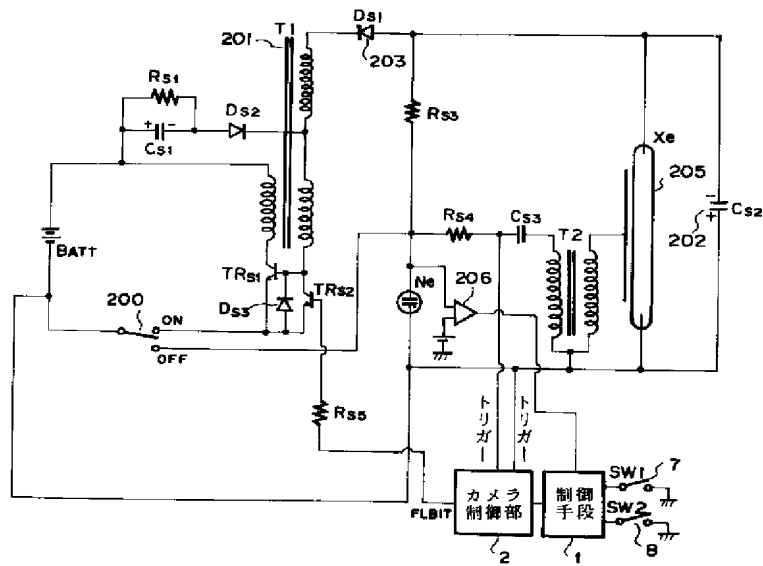 T1
201
DS1
203
RS1
DS2
+ -
CS1
RS3
Xe
205
-
+
202
CS2
BATT
RS4
CS3
T2
TRS1
TRS2
DS3
Ne
206
200
ON
OFF
RS5
トリガー
トリガー
FLBIT
カメラ
制御部
2
制御
手段
1
SW1
7
SW2
8